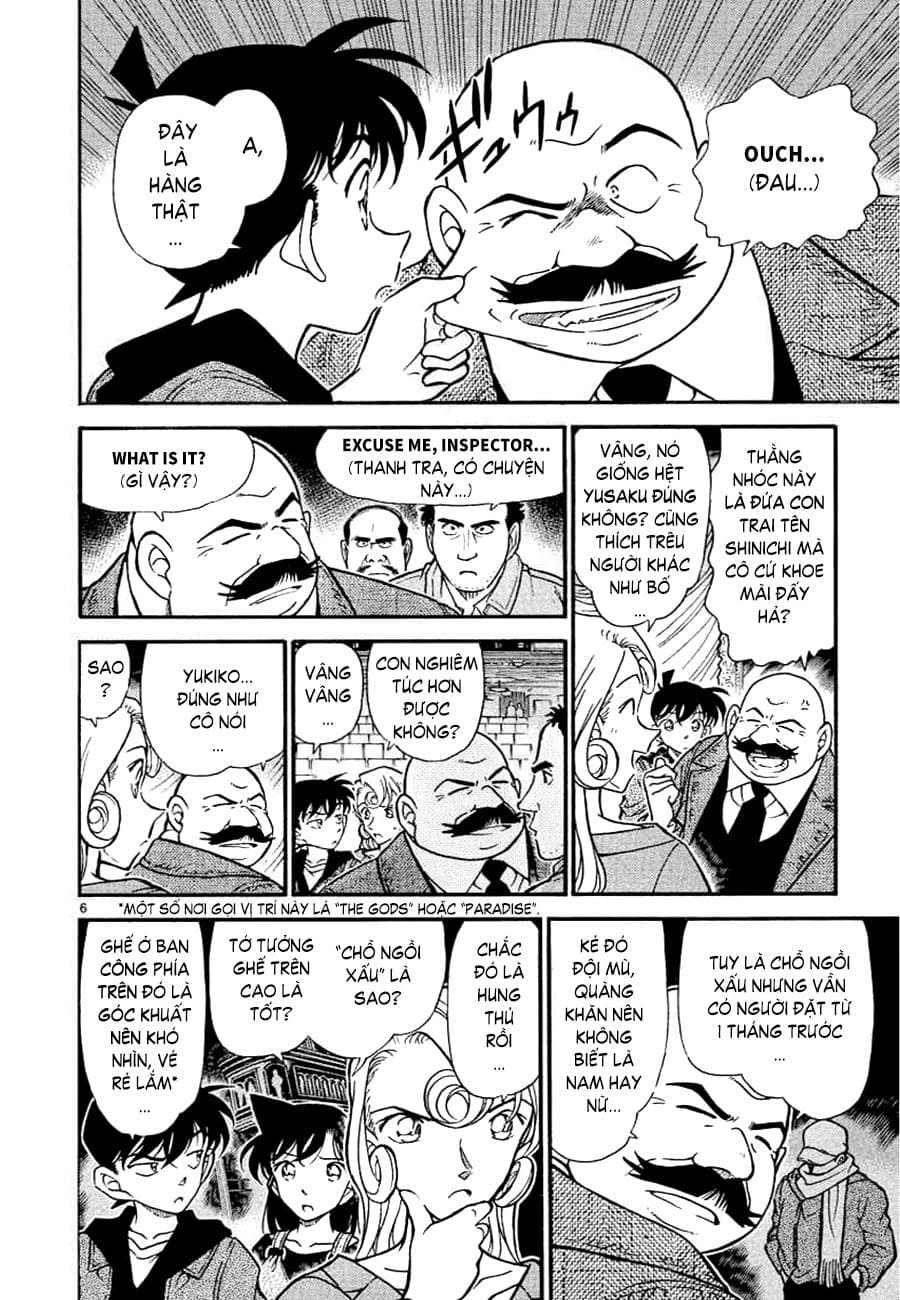 OUCH...
(ĐAU...)
ギュウゥ
A,
ĐÂY
LÀ
HÀNG
THẬT
...
THẰNG
NHÓC NÀY
LÀ ĐỨA CON
TRAI TÊN
SHINICHI MÀ
CÔ CỨ KHOE
MÃI ĐẤY
HẢ?
VÂNG, NÓ
GIỐNG HỆT
YUSAKU ĐÚNG
KHÔNG? CŨNG
THÍCH TRÊU
NGƯỜI KHÁC
NHƯ BỐ
...
EXCUSE ME, INSPECTOR...
(THANH TRA, CÓ CHUYỆN
NÀY...)
WHAT IS IT?
(GÌ VẬY?)
CON NGHIÊM
TÚC HƠN
ĐƯỢC
KHÔNG?
VÂNG
VÂNG
...
YUKIKO...
ĐÚNG NHƯ
CÔ NÓI
...
SAO
?
6
*MỘT SỐ NƠI GỌI VỊ TRÍ NÀY LÀ "THE GODS" HOẶC "PARADISE".
TUY LÀ CHỖ NGỒI
XẤU NHƯNG VẪN
CÓ NGƯỜI ĐẶT TỪ
1 THÁNG TRƯỚC
...
KẺ ĐÓ
ĐỘI MŨ,
QUÀNG
KHĂN NÊN
KHÔNG
BIẾT LÀ
NAM HAY
NỮ...
CHẮC
ĐÓ LÀ
HUNG
THỦ
RỒI
...
"CHỖ NGỒI
XẤU" LÀ
SAO?
TỚ TƯỞNG
GHẾ TRÊN
CAO LÀ
TỐT?
GHẾ Ở BAN
CÔNG PHÍA
TRÊN ĐÓ LÀ
GÓC KHUẤT
NÊN KHÓ
NHÌN, VÉ
RẺ LẮM*
...